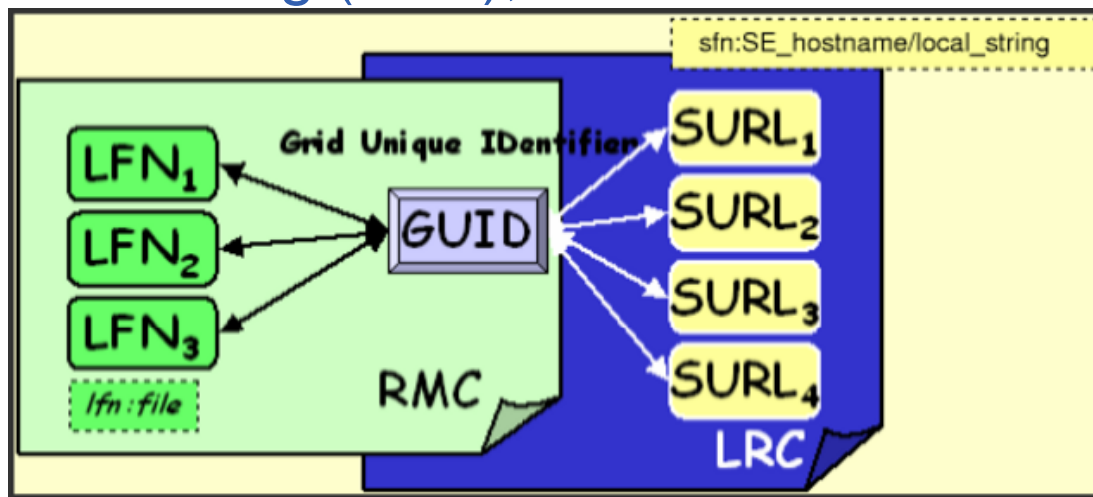 sfn:SE_hostname/local_string
Grid Unique IDentifier
LFN₁
LFN₂
LFN₃
lfn:file
GUID
RMC
SURL₁
SURL₂
SURL₃
SURL₄
LRC